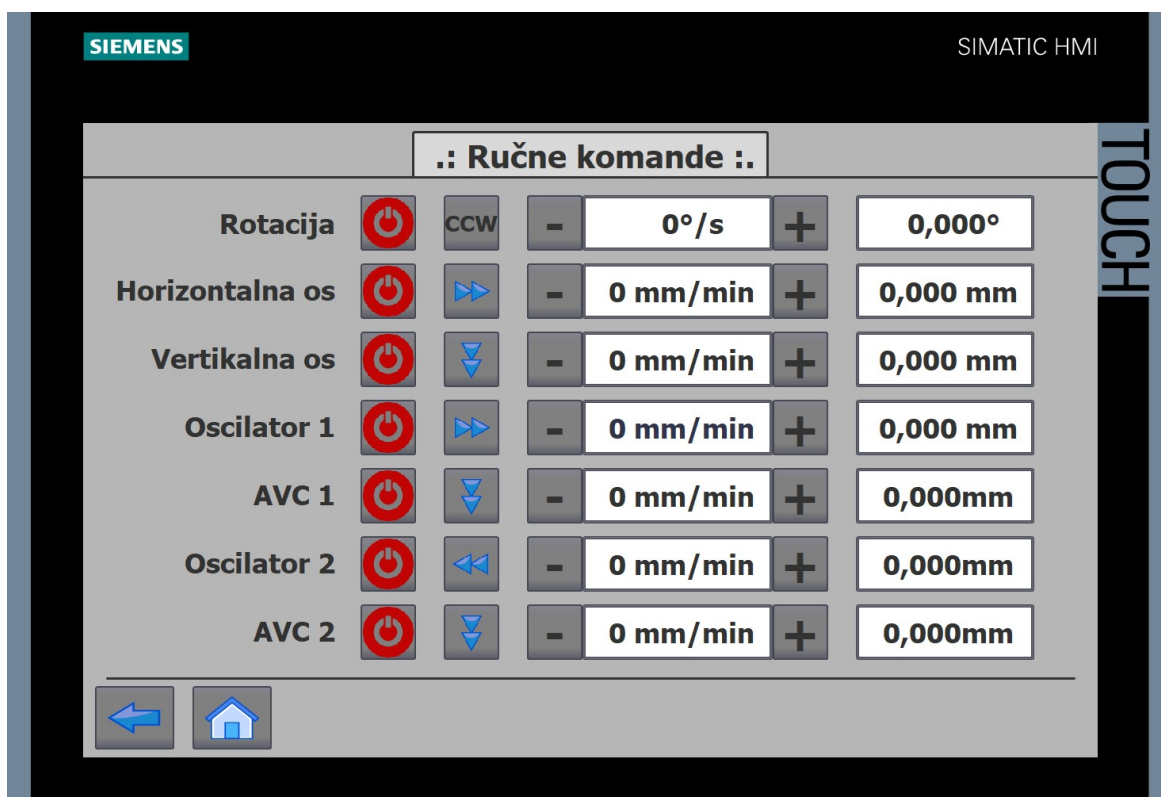 SIEMENS SIMATIC HMI
TOUCH
.: Ručne komande :.
Rotacija CCW - 0°/s + 0,000°
Horizontalna os - 0 mm/min + 0,000 mm
Vertikalna os - 0 mm/min + 0,000 mm
Oscilator 1 - 0 mm/min + 0,000 mm
AVC 1 - 0 mm/min + 0,000mm
Oscilator 2 - 0 mm/min + 0,000mm
AVC 2 - 0 mm/min + 0,000mm